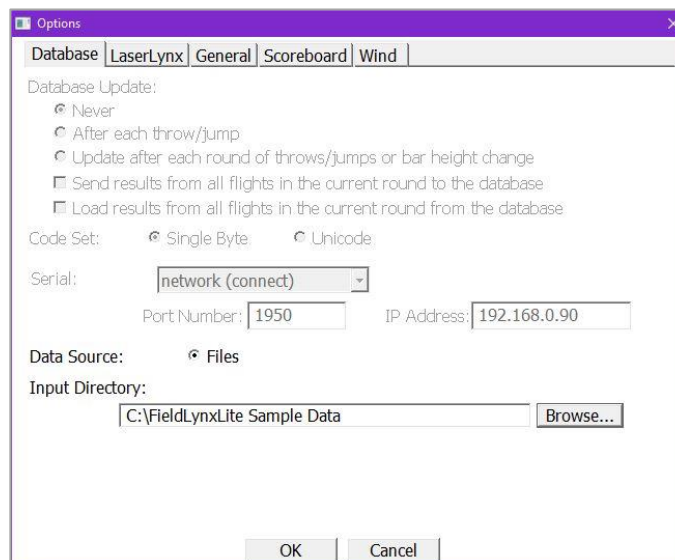 Options
Database LaserLynx General Scoreboard Wind
Database Update:
Never
After each throw/jump
Update after each round of throws/jumps or bar height change
Send results from all flights in the current round to the database
Load results from all flights in the current round from the database
Code Set: Single Byte Unicode
Serial: network (connect)
Port Number: 1950 IP Address: 192.168.0.90
Data Source: Files
Input Directory:
C:\FieldLynxLite Sample Data Browse...
OK Cancel